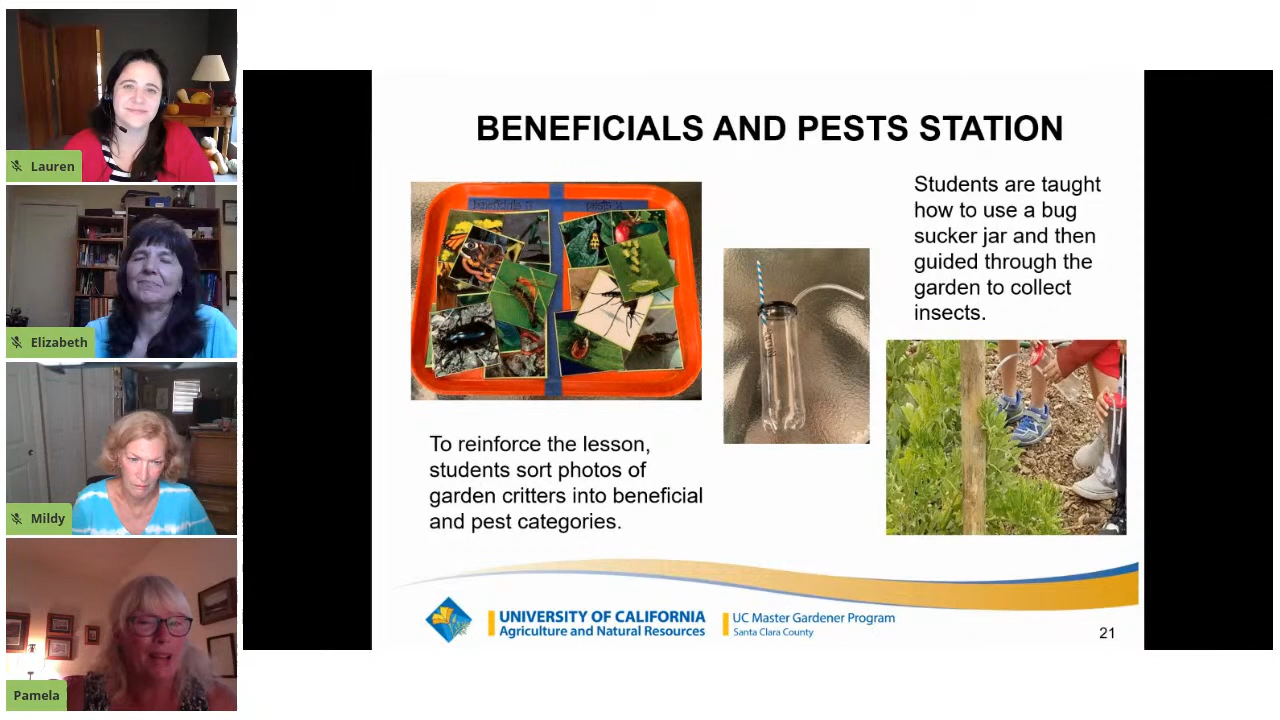 Lauren
Elizabeth
Mildy
Pamela
BENEFICIALS AND PESTS STATION
Students are taught
how to use a bug
sucker jar and then
guided through the
garden to collect
insects.
To reinforce the lesson,
students sort photos of
garden critters into beneficial
and pest categories.
UNIVERSITY OF CALIFORNIA
Agriculture and Natural Resources
UC Master Gardener Program
Santa Clara County
21